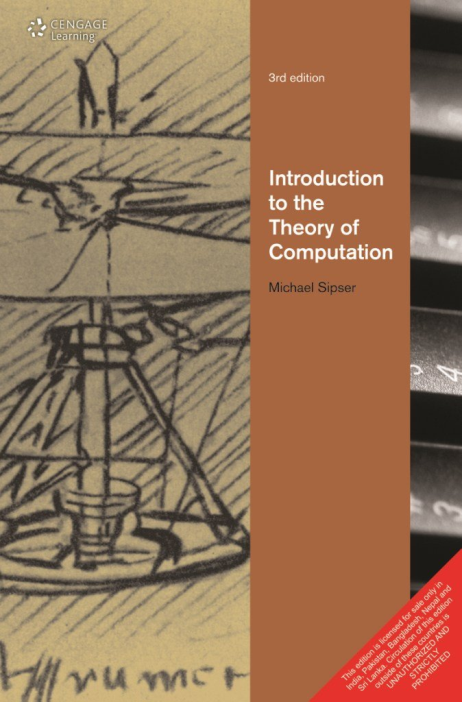 CENGAGE
Learning
3rd edition
Introduction
to the
Theory of
Computation
Michael Sipser
4
3
This edition is licensed for sale only in
India, Pakistan, Bangladesh, Nepal and
Sri Lanka. Circulation of this edition
outside of these countries is
UNAUTHORIZED AND
STRICTLY
PROHIBITED